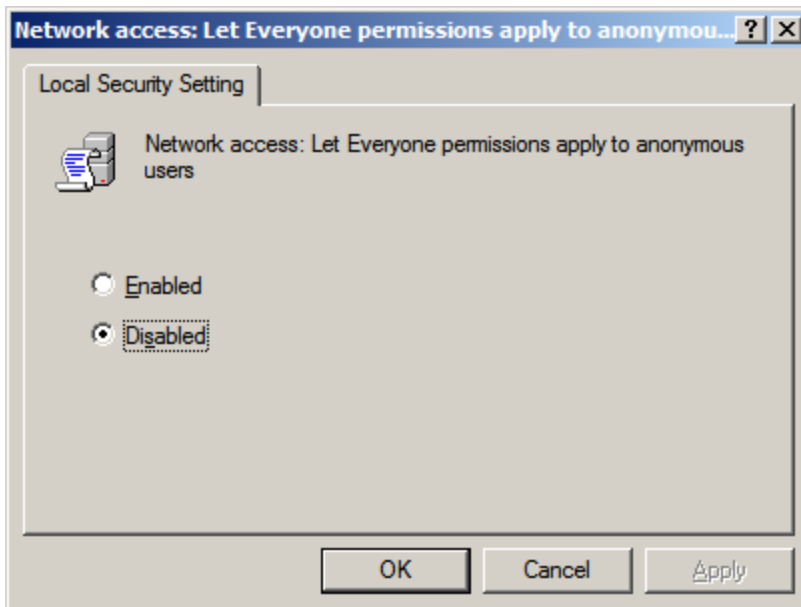 Network access: Let Everyone permissions apply to anonymou... ? X
Local Security Setting
Network access: Let Everyone permissions apply to anonymous
users
Enabled
Disabled
OK Cancel Apply